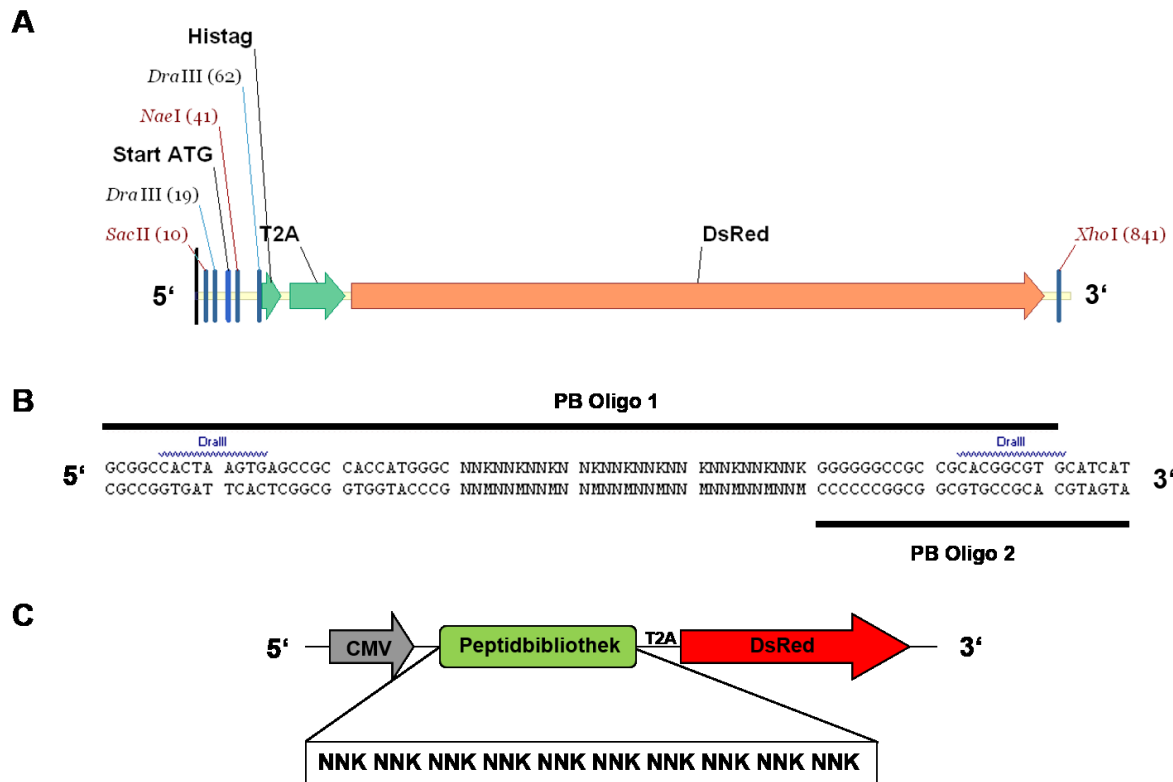 A
Histag
DraIII (62)
NaeI (41)
Start ATG
DraIII (19)
SacII (10)
T2A
DsRed
XhoI (841)
5‘
3‘
B
PB Oligo 1
DraIII
DraIII
5‘
GCGGCCACTA AGTGAGCCGC CACCATGGGC NNKNNKNNKN NKNNKNNKNN KNNKNNKNNK GGGGGGCCGC CGCACGGCGT GCATCAT
CGCCGGTGAT TCACTCGGCG GTGGTACCCG NNMNNMNNMN NMNNMNNMNN MNNMNNMNNM CCCCCCGGCG GCGTGCCGCA CGTAGTA
3‘
PB Oligo 2
C
5‘
CMV
Peptidbibliothek
T2A
DsRed
3‘
NNK NNK NNK NNK NNK NNK NNK NNK NNK NNK